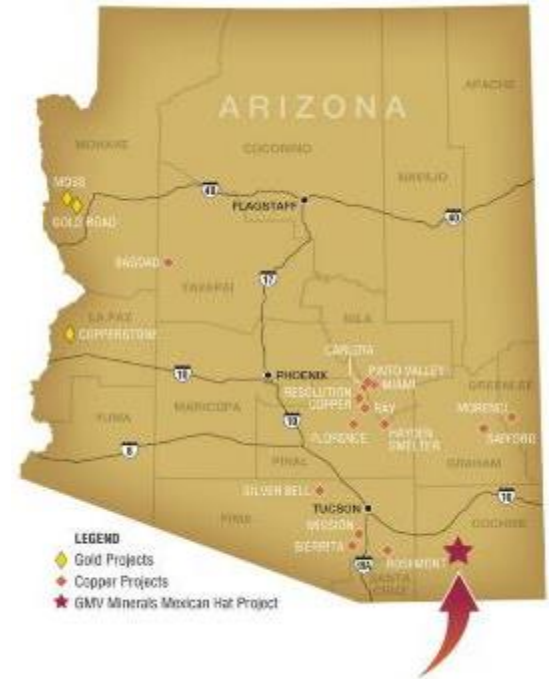 ARIZONA
APACHE
MOHAVE
COCONINO
NAVAJO
MOSS
40
FLAGSTAFF
40
GOLD ROAD
BAGDAD
17
YAVAPAI
LA PAZ
GILA
COPPERSTONE
CARLOTA
PINTO VALLEY
10
PHOENIX
MIAMI
GREENLEE
RESOLUTION
COPPER
RAY
MORENCI
YUMA
MARICOPA
10
FLORENCE
HAYDEN
SMELTER
SAFFORD
8
PINAL
GRAHAM
SILVER BELL
10
TUCSON
PIMA
MISSION
COCHISE
SIERRITA
19A
ROSEMONT
SANTA
CRUZ
LEGEND
Gold Projects
Copper Projects
GMV Minerals Mexican Hat Project